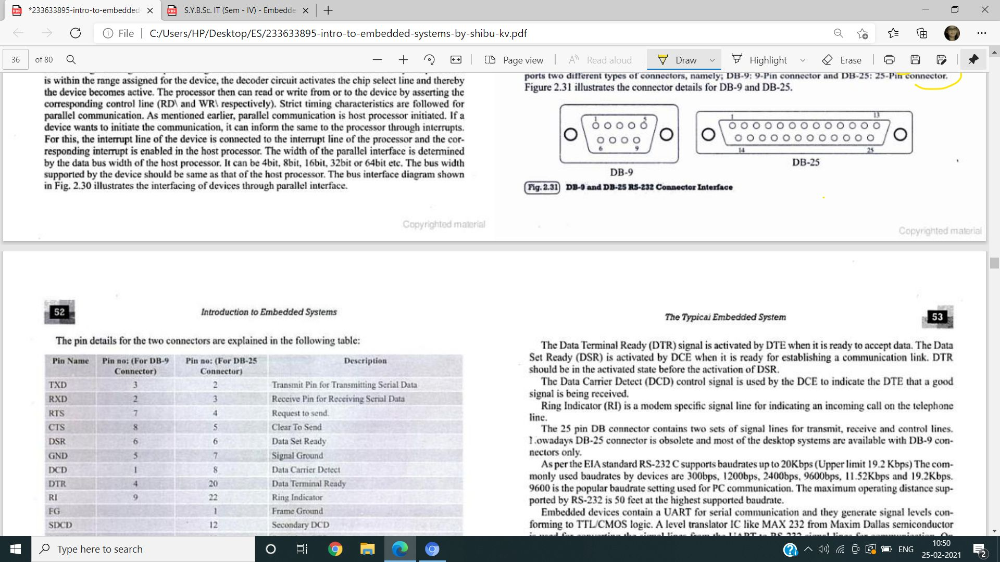 *233633895-intro-to-embedded
S.Y.B.Sc. IT (Sem - IV) - Embedde
File
C:/Users/HP/Desktop/ES/233633895-intro-to-embedded-systems-by-shibu-kv.pdf
36 of 80
Page view
Read aloud
Draw
Highlight
Erase
is within the range assigned for the device, the decoder circuit activates the chip select line and thereby
the device becomes active. The processor then can read or write from or to the device by asserting the
corresponding control line (RD\ and WR\ respectively). Strict timing characteristics are followed for
parallel communication. As mentioned earlier, parallel communication is host processor initiated. If a
device wants to initiate the communication, it can inform the same to the processor through interrupts.
For this, the interrupt line of the device is connected to the interrupt line of the processor and the cor-
responding interrupt is enabled in the host processor. The width of the parallel interface is determined
by the data bus width of the host processor. It can be 4bit, 8bit, 16bit, 32bit or 64bit etc. The bus width
supported by the device should be same as that of the host processor. The bus interface diagram shown
in Fig. 2.30 illustrates the interfacing of devices through parallel interface.
Copyrighted material
ports two different types of connectors, namely; DB-9: 9-Pin connector and DB-25: 25-Pin connector.
Figure 2.31 illustrates the connector details for DB-9 and DB-25.
1 5
6 9
DB-9
1 13
14 25
DB-25
Fig. 2.31 DB-9 and DB-25 RS-232 Connector Interface
Copyrighted material
52
Introduction to Embedded Systems
The pin details for the two connectors are explained in the following table:
Pin Name Pin no: (For DB-9 Connector) Pin no: (For DB-25 Connector) Description
TXD 3 2 Transmit Pin for Transmitting Serial Data
RXD 2 3 Receive Pin for Receiving Serial Data
RTS 7 4 Request to send.
CTS 8 5 Clear To Send
DSR 6 6 Data Set Ready
GND 5 7 Signal Ground
DCD 1 8 Data Carrier Detect
DTR 4 20 Data Terminal Ready
RI 9 22 Ring Indicator
FG 1 Frame Ground
SDCD 12 Secondary DCD
The Typical Embedded System
53
The Data Terminal Ready (DTR) signal is activated by DTE when it is ready to accept data. The Data
Set Ready (DSR) is activated by DCE when it is ready for establishing a communication link. DTR
should be in the activated state before the activation of DSR.
The Data Carrier Detect (DCD) control signal is used by the DCE to indicate the DTE that a good
signal is being received.
Ring Indicator (RI) is a modem specific signal line for indicating an incoming call on the telephone
line.
The 25 pin DB connector contains two sets of signal lines for transmit, receive and control lines.
owadays DB-25 connector is obsolete and most of the desktop systems are available with DB-9 con-
nectors only.
As per the EIA standard RS-232 C supports baudrates up to 20Kbps (Upper limit 19.2 Kbps) The com-
monly used baudrates by devices are 300bps, 1200bps, 2400bps, 9600bps, 11.52Kbps and 19.2Kbps.
9600 is the popular baudrate setting used for PC communication. The maximum operating distance sup-
ported by RS-232 is 50 feet at the highest supported baudrate.
Embedded devices contain a UART for serial communication and they generate signal levels con-
forming to TTL/CMOS logic. A level translator IC like MAX 232 from Maxim Dallas semiconductor
is used for converting the signal lines from the UART to RS-232 signal lines for communication. On
Type here to search
ENG
10:50
25-02-2021
2